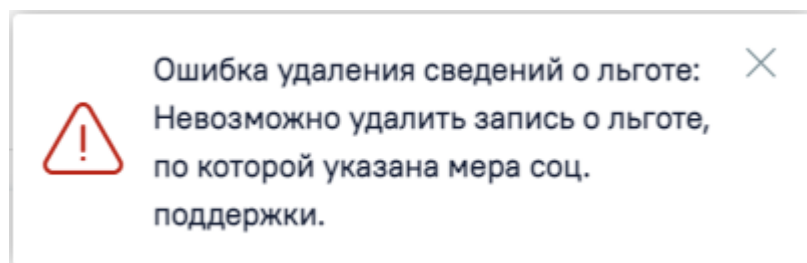 Ошибка удаления сведений о льготе:
Невозможно удалить запись о льготе,
по которой указана мера соц.
поддержки.